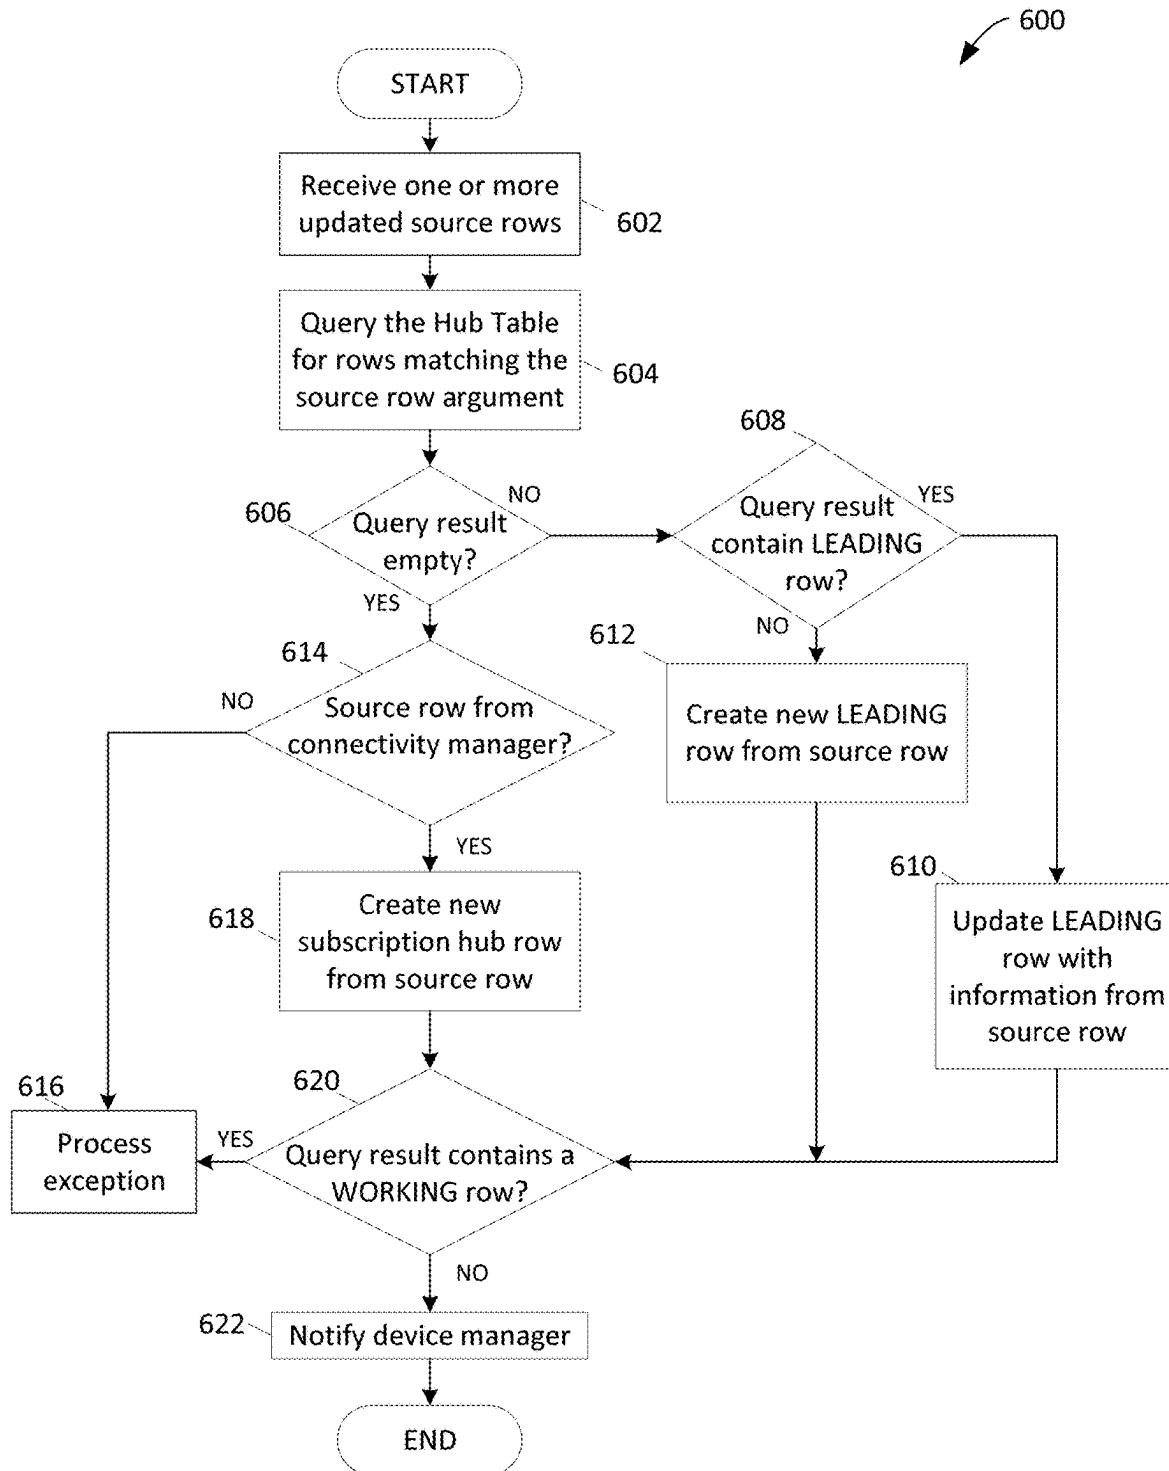 600
START
Receive one or more
updated source rows
602
Query the Hub Table
for rows matching the
source row argument
604
606
Query result
empty?
NO
YES
608
Query result
contain LEADING
row?
YES
NO
612
Create new LEADING
row from source row
614
Source row from
connectivity manager?
NO
YES
610
Update LEADING
row with
information from
source row
618
Create new
subscription hub row
from source row
616
Process
exception
620
Query result contains a
WORKING row?
YES
NO
622
Notify device manager
END